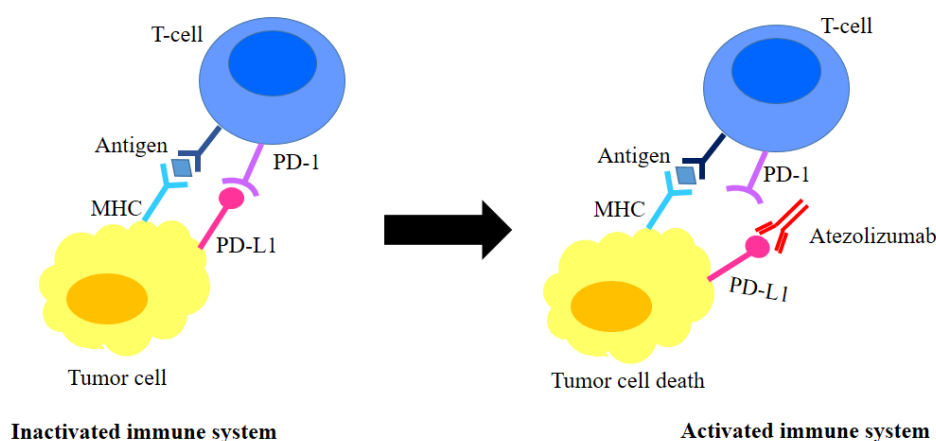 T-cell
Antigen
PD-1
MHC
PD-L1
Tumor cell
Inactivated immune system
T-cell
Antigen
PD-1
MHC
Atezolizumab
PD-L1
Tumor cell death
Activated immune system